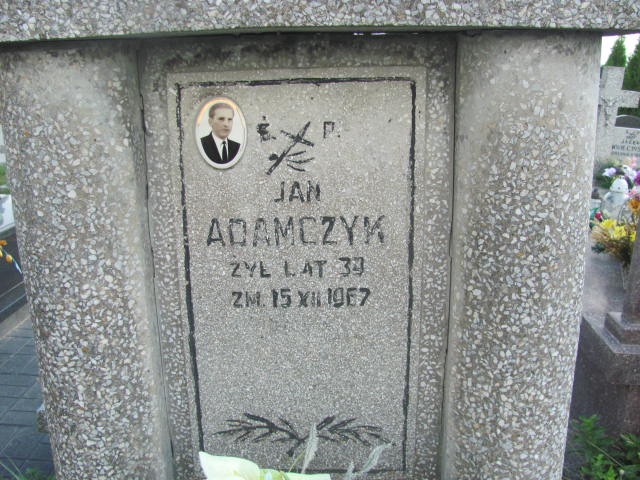 Ś. P.
JAN
ADAMCZYK
ŻYŁ LAT 39
ZM. 15 XII 1967